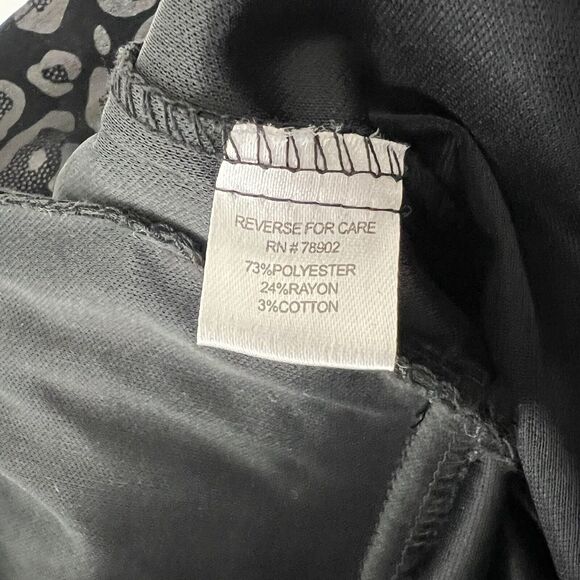 REVERSE FOR CARE
RN # 78902
73%POLYESTER
24%RAYON
3%COTTON